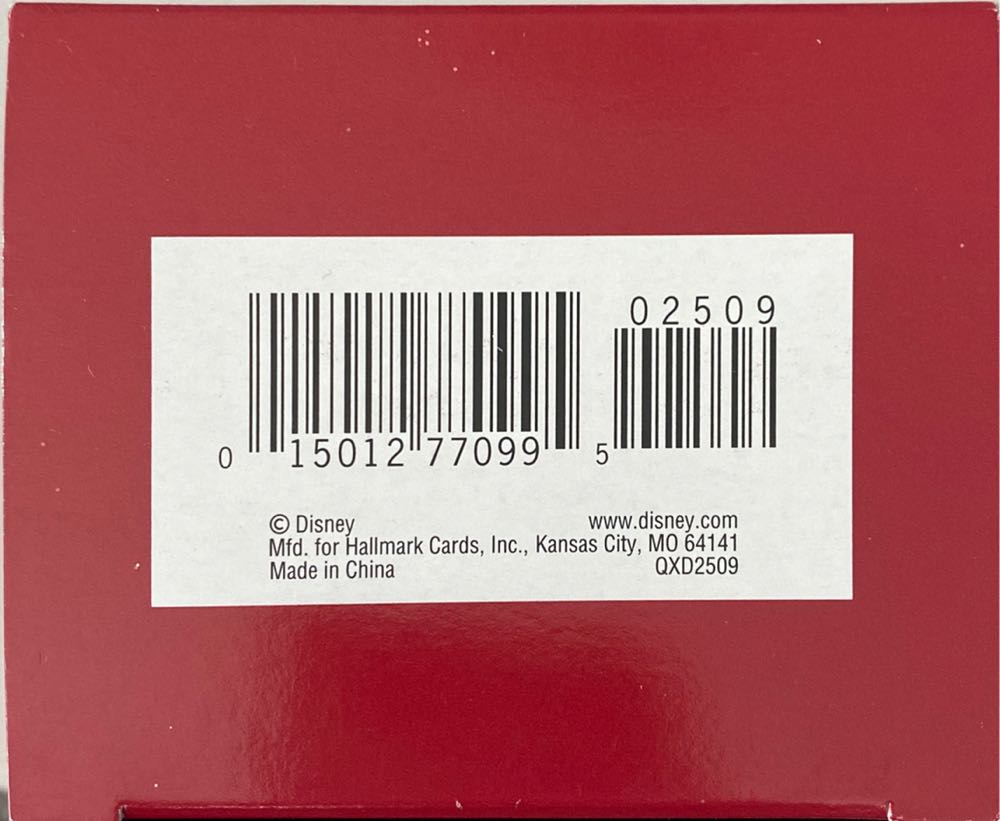 02509
0 15012 77099 5
© Disney www.disney.com
Mfd. for Hallmark Cards, Inc., Kansas City, MO 64141
Made in China QXD2509